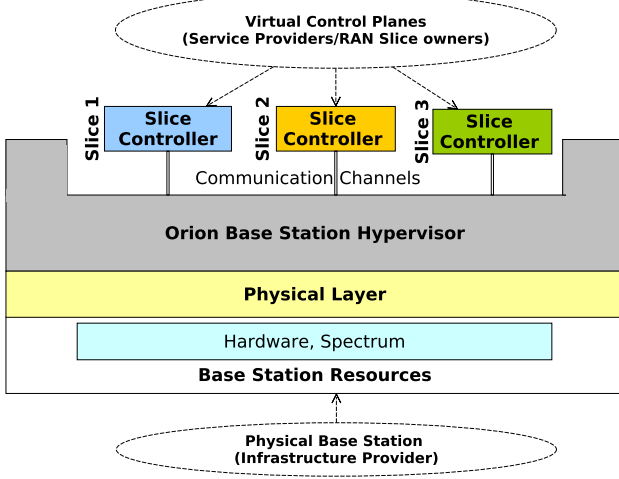 Virtual Control Planes
(Service Providers/RAN Slice owners)
Slice 1
Slice
Controller
Slice 2
Slice
Controller
Slice 3
Slice
Controller
Communication Channels
Orion Base Station Hypervisor
Physical Layer
Hardware, Spectrum
Base Station Resources
Physical Base Station
(Infrastructure Provider)